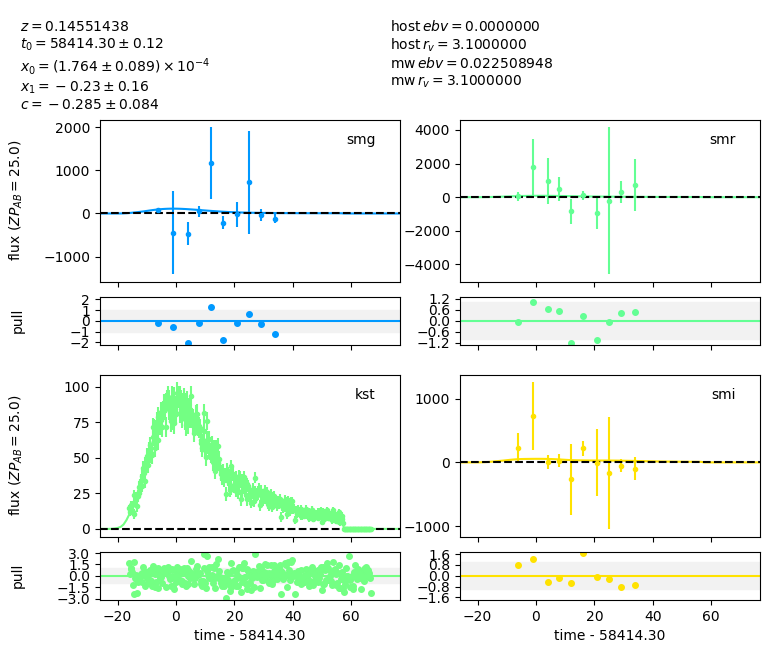 z = 0.14551438
t₀ = 58414.30 ± 0.12
x₀ = (1.764 ± 0.089) × 10⁻⁴
x₁ = − 0.23 ± 0.16
c = − 0.285 ± 0.084
host ebv = 0.0000000
host r_v = 3.1000000
mw ebv = 0.022508948
mw r_v = 3.1000000
smg
flux (ZP_AB = 25.0)
2000
1000
0
−1000
smr
4000
2000
0
−2000
−4000
pull
2
1
0
−1
−2
1.2
0.6
0.0
−0.6
−1.2
kst
flux (ZP_AB = 25.0)
100
75
50
25
0
smi
1000
0
−1000
pull
3.0
1.5
0.0
−1.5
−3.0
1.6
0.8
0.0
−0.8
−1.6
−20 0 20 40 60
time - 58414.30
−20 0 20 40 60
time - 58414.30